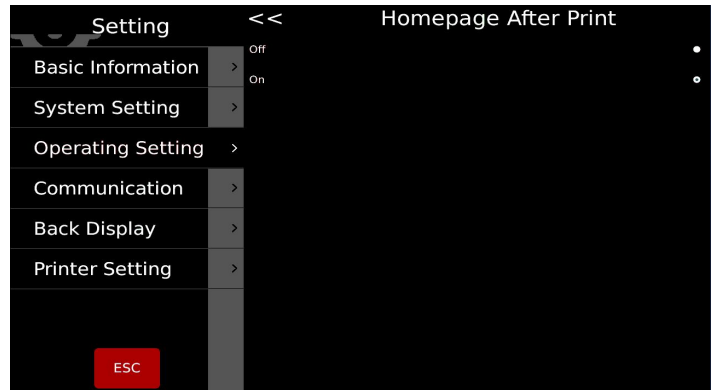 Setting
Basic Information >
System Setting >
Operating Setting >
Communication >
Back Display >
Printer Setting >
ESC
<< Homepage After Print
Off
On